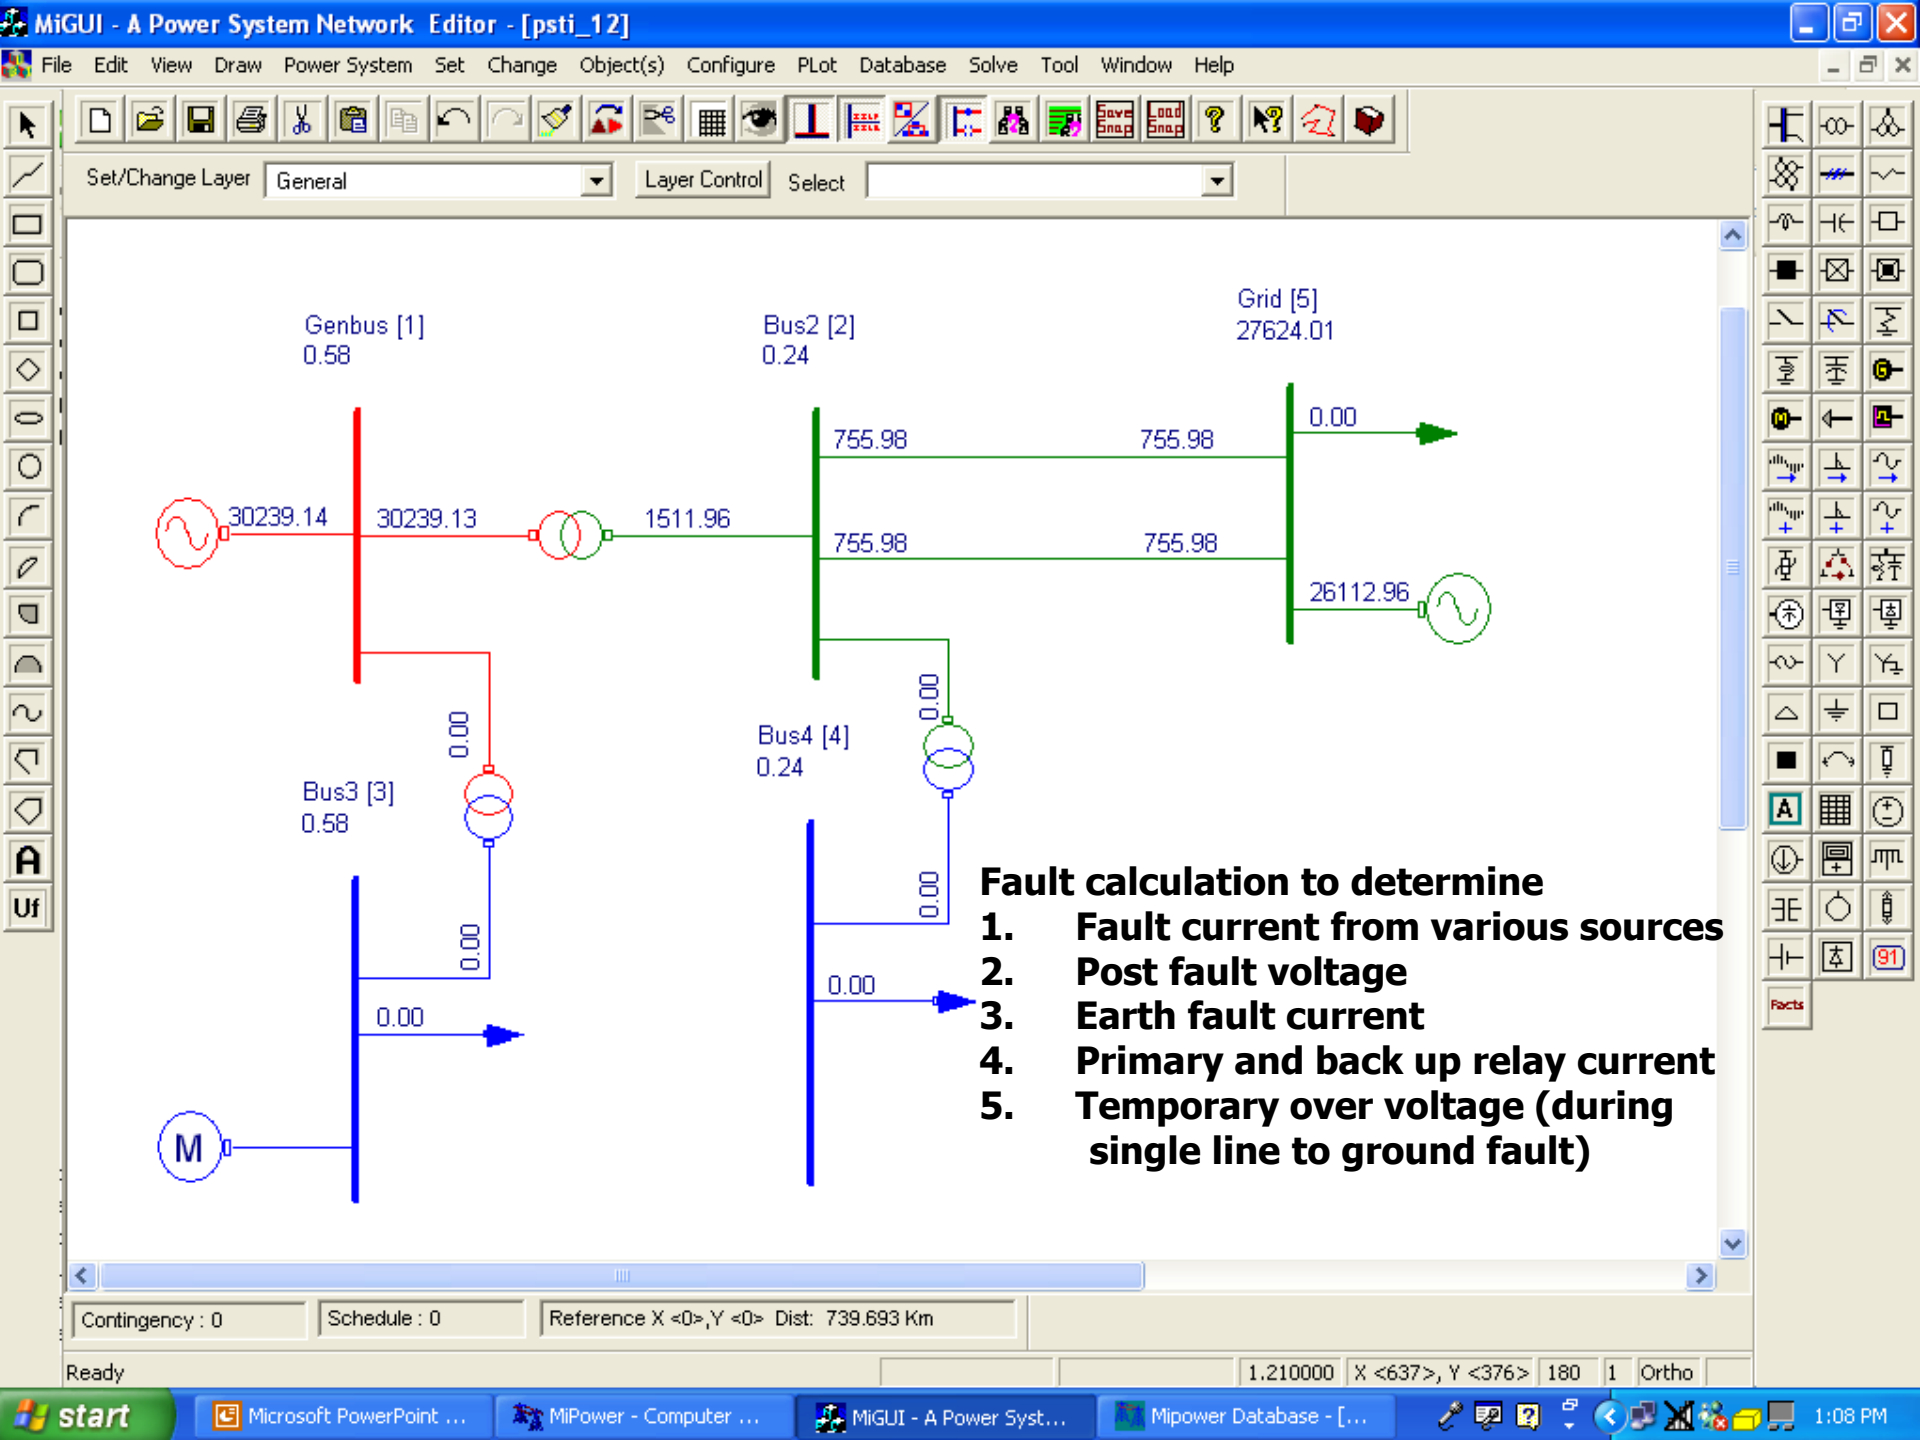 MiGUI - A Power System Network Editor - [psti_12]
File Edit View Draw Power System Set Change Object(s) Configure PLot Database Solve Tool Window Help
Save Snap Load Snap
Set/Change Layer General Layer Control Select
Genbus [1]
0.58
Bus2 [2]
0.24
Grid [5]
27624.01
0.00
755.98 755.98
30239.14 30239.13 1511.96
755.98 755.98
26112.96
0.00
0.00
Bus4 [4]
0.24
Bus3 [3]
0.58
0.00
0.00
0.00
0.00
M
Fault calculation to determine
1. Fault current from various sources
2. Post fault voltage
3. Earth fault current
4. Primary and back up relay current
5. Temporary over voltage (during
single line to ground fault)
A
Uf
A
91
Facts
Contingency : 0 Schedule : 0 Reference X <0>,Y <0> Dist: 739.693 Km
Ready 1.210000 X <637>, Y <376> 180 1 Ortho
start Microsoft PowerPoint ... MiPower - Computer ... MiGUI - A Power Syst... Mipower Database - [... 1:08 PM